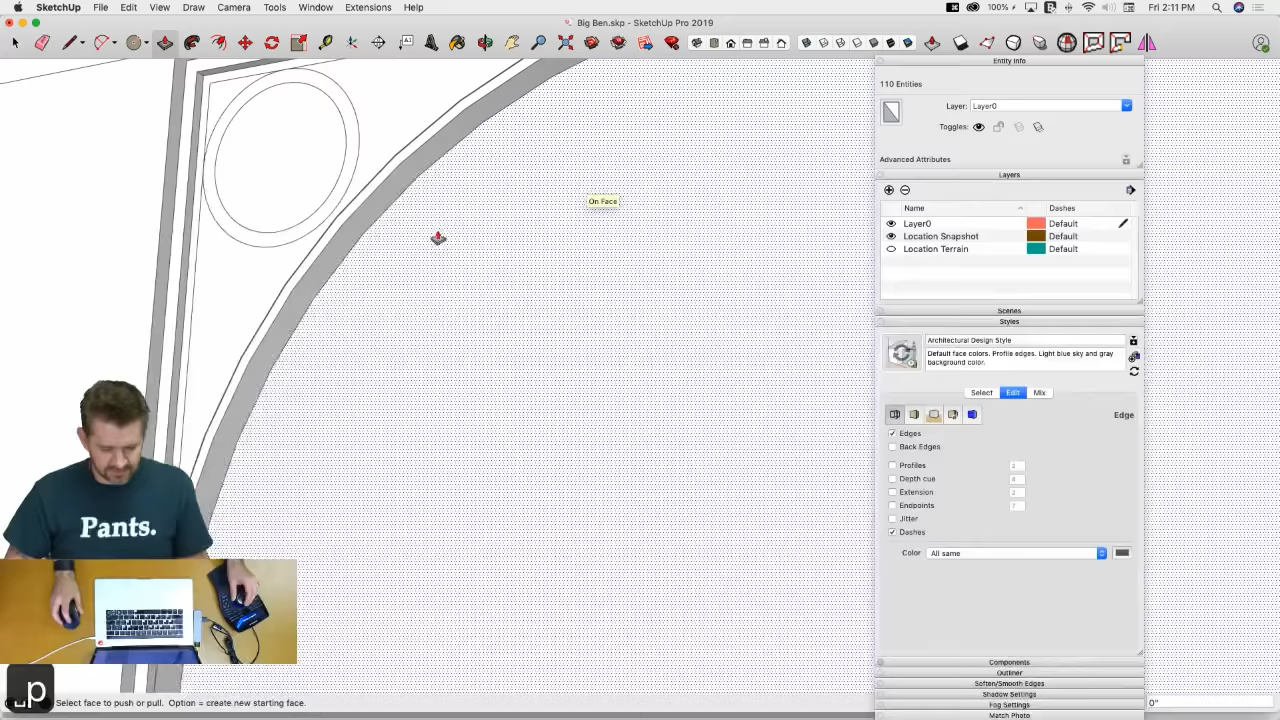 SketchUp File Edit View Draw Camera Tools Window Extensions Help 100% Fri 2:11 PM
Big Ben.skp - SketchUp Pro 2019
Entity Info
110 Entities
Layer: Layer0
Toggles:
Advanced Attributes
Layers
Name Dashes
Layer0 Default
Location Snapshot Default
Location Terrain Default
On Face
Scenes
Styles
Architectural Design Style
Default face colors. Profile edges. Light blue sky and gray
background color.
Select Edit Mix
Edge
Edges
Back Edges
Profiles 2
Depth cue 4
Extension 2
Endpoints 7
Jitter
Dashes
Color All same
Pants.
Components
Outliner
Soften/Smooth Edges
Shadow Settings
Fog Settings
Match Photo
p
Select face to push or pull. Option = create new starting face. 0"